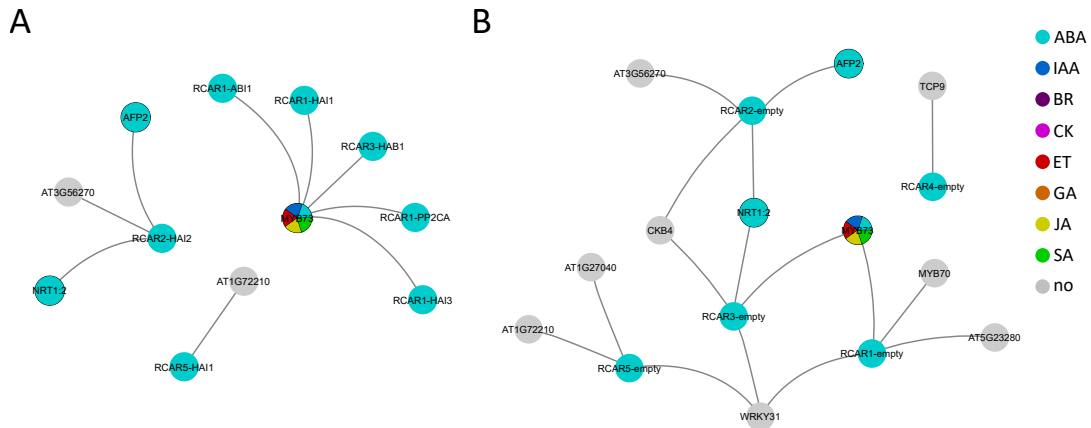 A
RCAR1-ABI1
RCAR1-HAI1
AFP2
RCAR3-HAB1
AT3G56270
MYB73
RCAR1-PP2CA
RCAR2-HAI2
NRT1:2
AT1G72210
RCAR1-HAI3
RCAR5-HAI1
B
AT3G56270
AFP2
TCP9
RCAR2-empty
RCAR4-empty
NRT1:2
CKB4
MYB73
AT1G27040
MYB70
RCAR3-empty
AT1G72210
AT5G23280
RCAR1-empty
RCAR5-empty
WRKY31
ABA
IAA
BR
CK
ET
GA
JA
SA
no